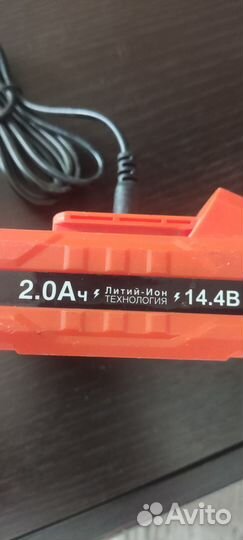 2.0Ач ⚡ Литий-Ион ТЕХНОЛОГИЯ ⚡ 14.4В
Avito